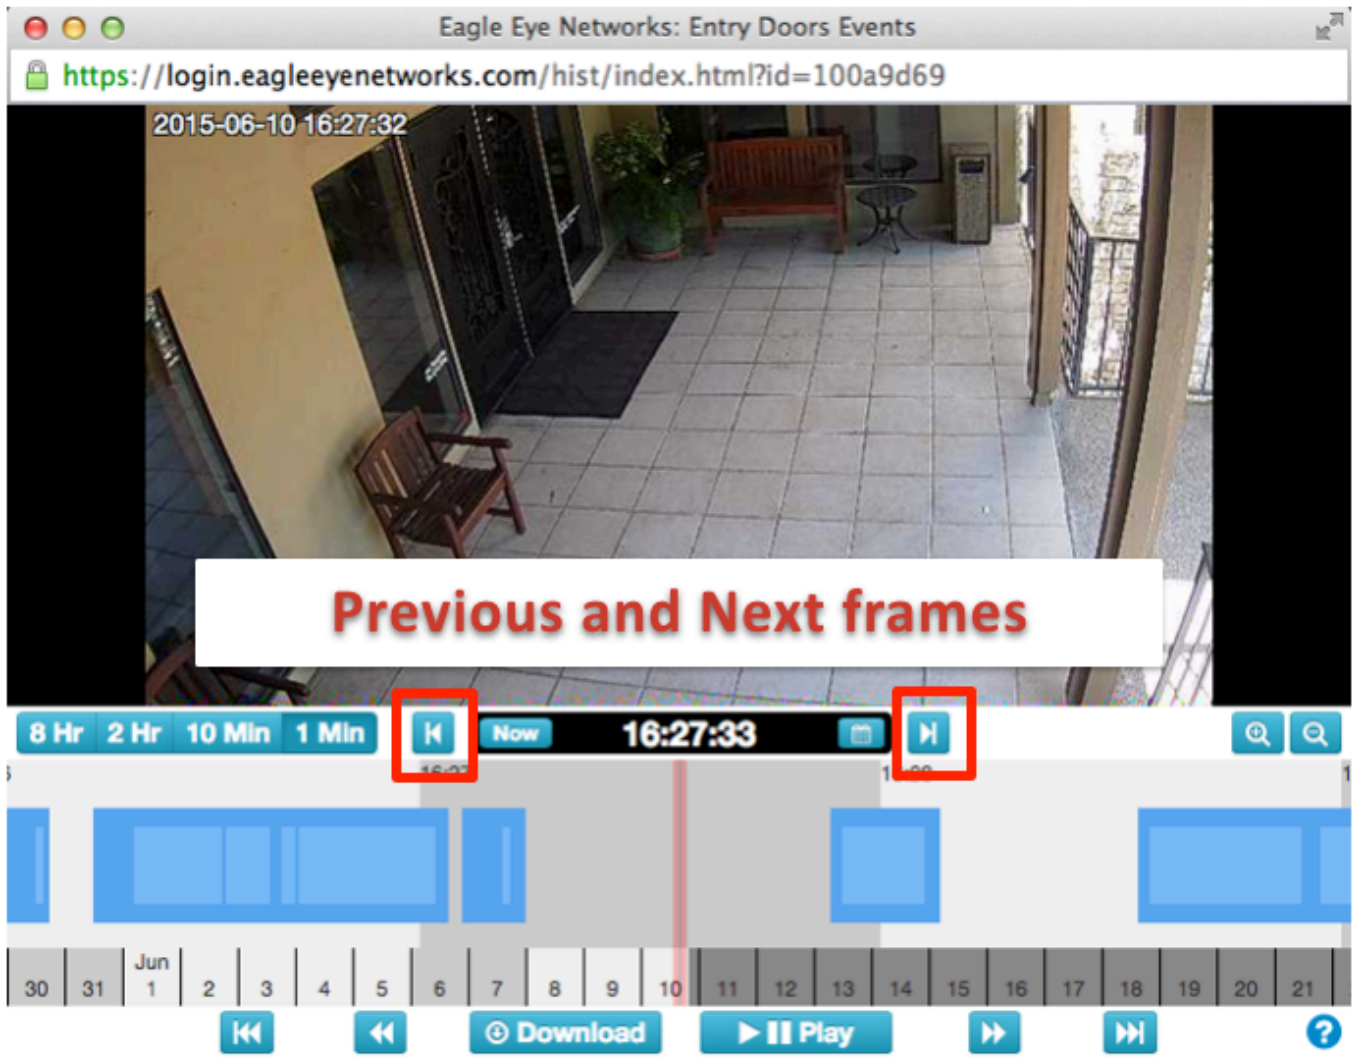 Eagle Eye Networks: Entry Doors Events
https://login.eagleeyenetworks.com/hist/index.html?id=100a9d69
2015-06-10 16:27:32
Previous and Next frames
8 Hr 2 Hr 10 Min 1 Min Now 16:27:33
16:27
Jun
30 31 1 2 3 4 5 6 7 8 9 10 11 12 13 14 15 16 17 18 19 20 21
Download Play ?